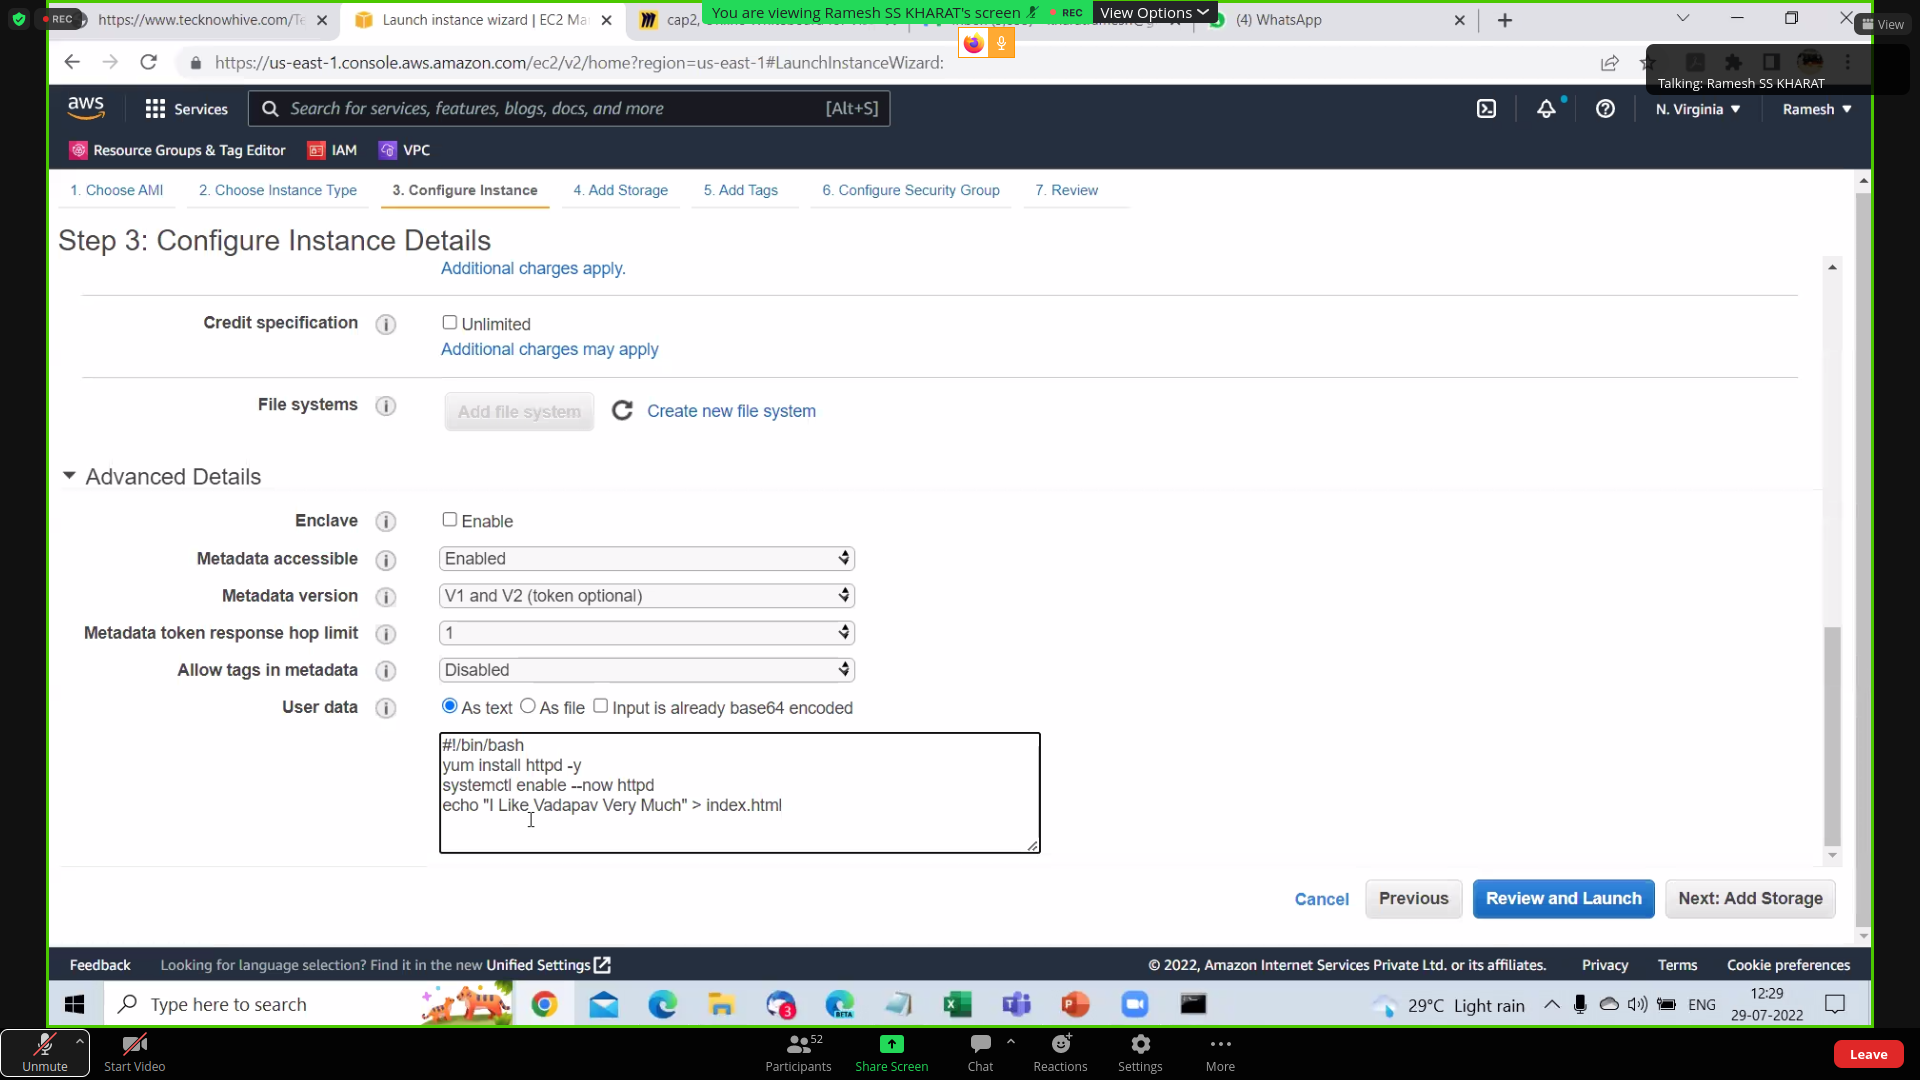 You are viewing Ramesh SS KHARAT's screen
REC
View Options
REC
https://www.tecknowhive.com/Te
Launch instance wizard | EC2 Ma
cap2,
(4) WhatsApp
View
https://us-east-1.console.aws.amazon.com/ec2/v2/home?region=us-east-1#LaunchInstanceWizard:
Talking: Ramesh SS KHARAT
aws
Services
Search for services, features, blogs, docs, and more
[Alt+S]
N. Virginia
Ramesh
Resource Groups & Tag Editor
IAM
VPC
1. Choose AMI
2. Choose Instance Type
3. Configure Instance
4. Add Storage
5. Add Tags
6. Configure Security Group
7. Review
Step 3: Configure Instance Details
Additional charges apply.
Credit specification
Unlimited
Additional charges may apply
File systems
Add file system
Create new file system
Advanced Details
Enclave
Enable
Metadata accessible
Enabled
Metadata version
V1 and V2 (token optional)
Metadata token response hop limit
1
Allow tags in metadata
Disabled
User data
As text
As file
Input is already base64 encoded
#!/bin/bash
yum install httpd -y
systemctl enable --now httpd
echo "I Like Vadapav Very Much" > index.html
Cancel
Previous
Review and Launch
Next: Add Storage
Feedback
Looking for language selection? Find it in the new Unified Settings
© 2022, Amazon Internet Services Private Ltd. or its affiliates.
Privacy
Terms
Cookie preferences
Type here to search
3
BETA
29°C Light rain
ENG
12:29
29-07-2022
Unmute
Start Video
52
Participants
Share Screen
Chat
Reactions
Settings
More
Leave